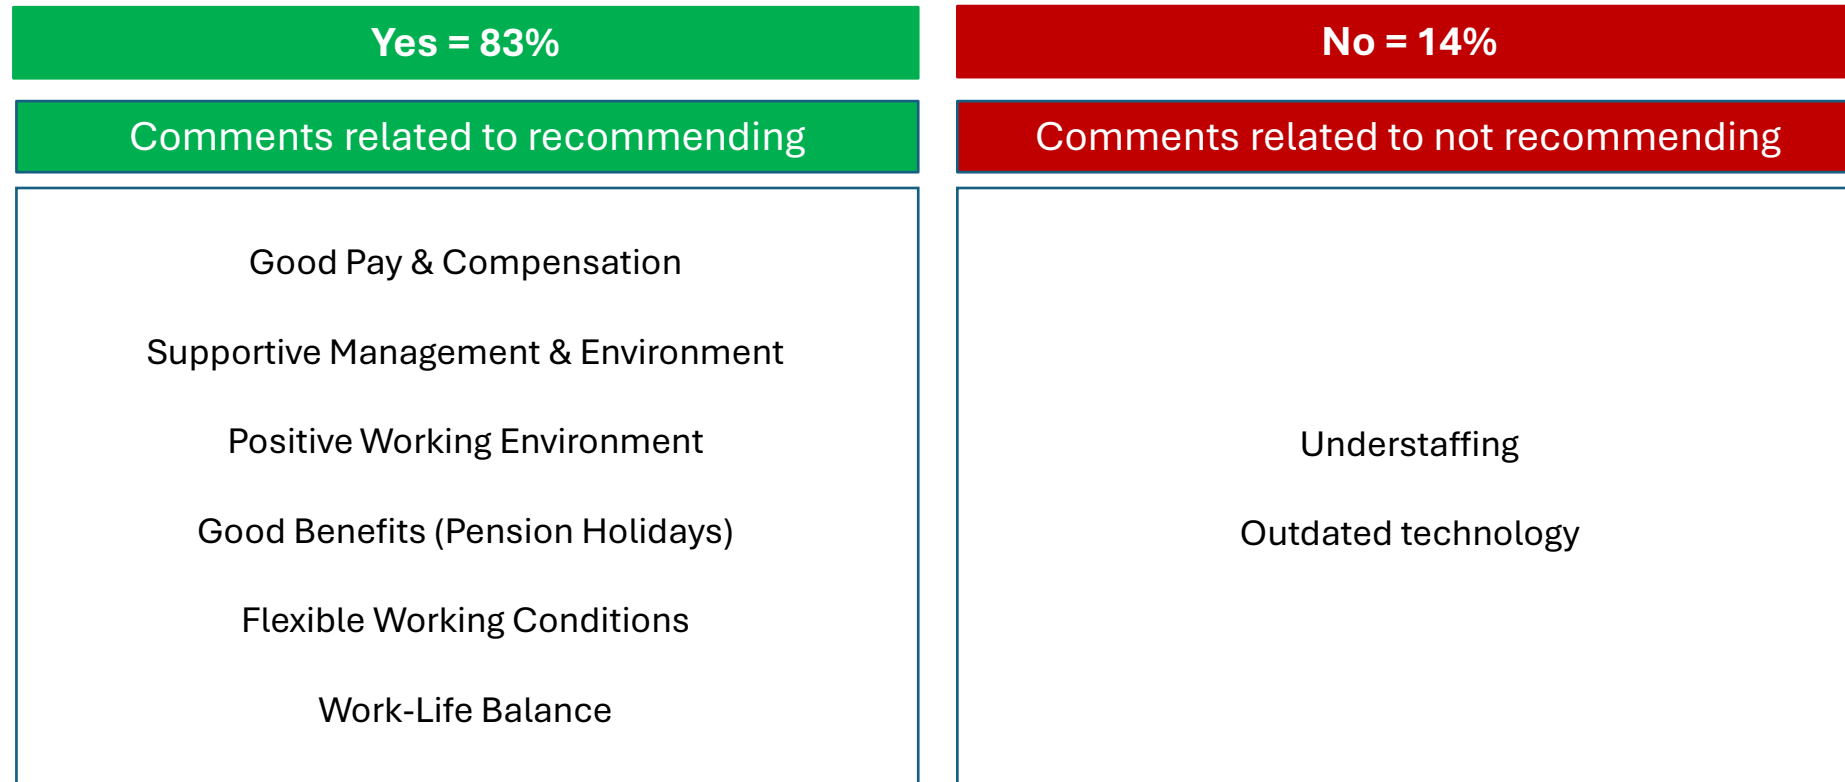 Yes = 83%
Comments related to recommending
Good Pay & Compensation
Supportive Management & Environment
Positive Working Environment
Good Benefits (Pension Holidays)
Flexible Working Conditions
Work-Life Balance
No = 14%
Comments related to not recommending
Understaffing
Outdated technology